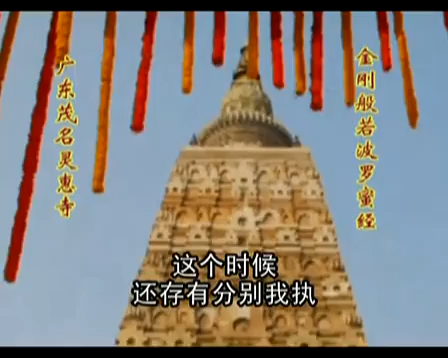 金刚般若波罗蜜经
广东茂名灵惠寺
这个时候
还存有分别我执